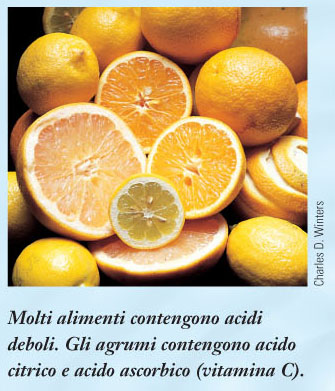 Charles D. Winters
Molti alimenti contengono acidi
deboli. Gli agrumi contengono acido
citrico e acido ascorbico (vitamina C).